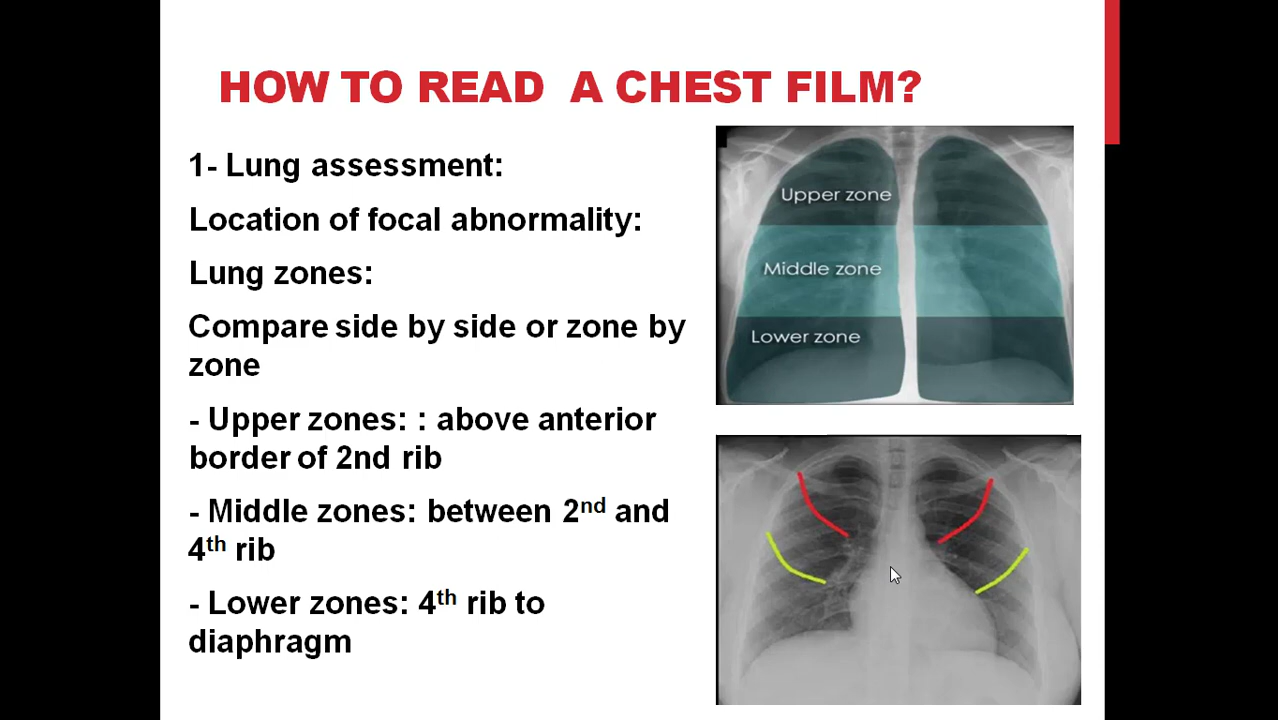 HOW TO READ A CHEST FILM?
1- Lung assessment:
Location of focal abnormality:
Lung zones:
Compare side by side or zone by
zone
- Upper zones: : above anterior
border of 2nd rib
- Middle zones: between 2nd and
4th rib
- Lower zones: 4th rib to
diaphragm
Upper zone
Middle zone
Lower zone